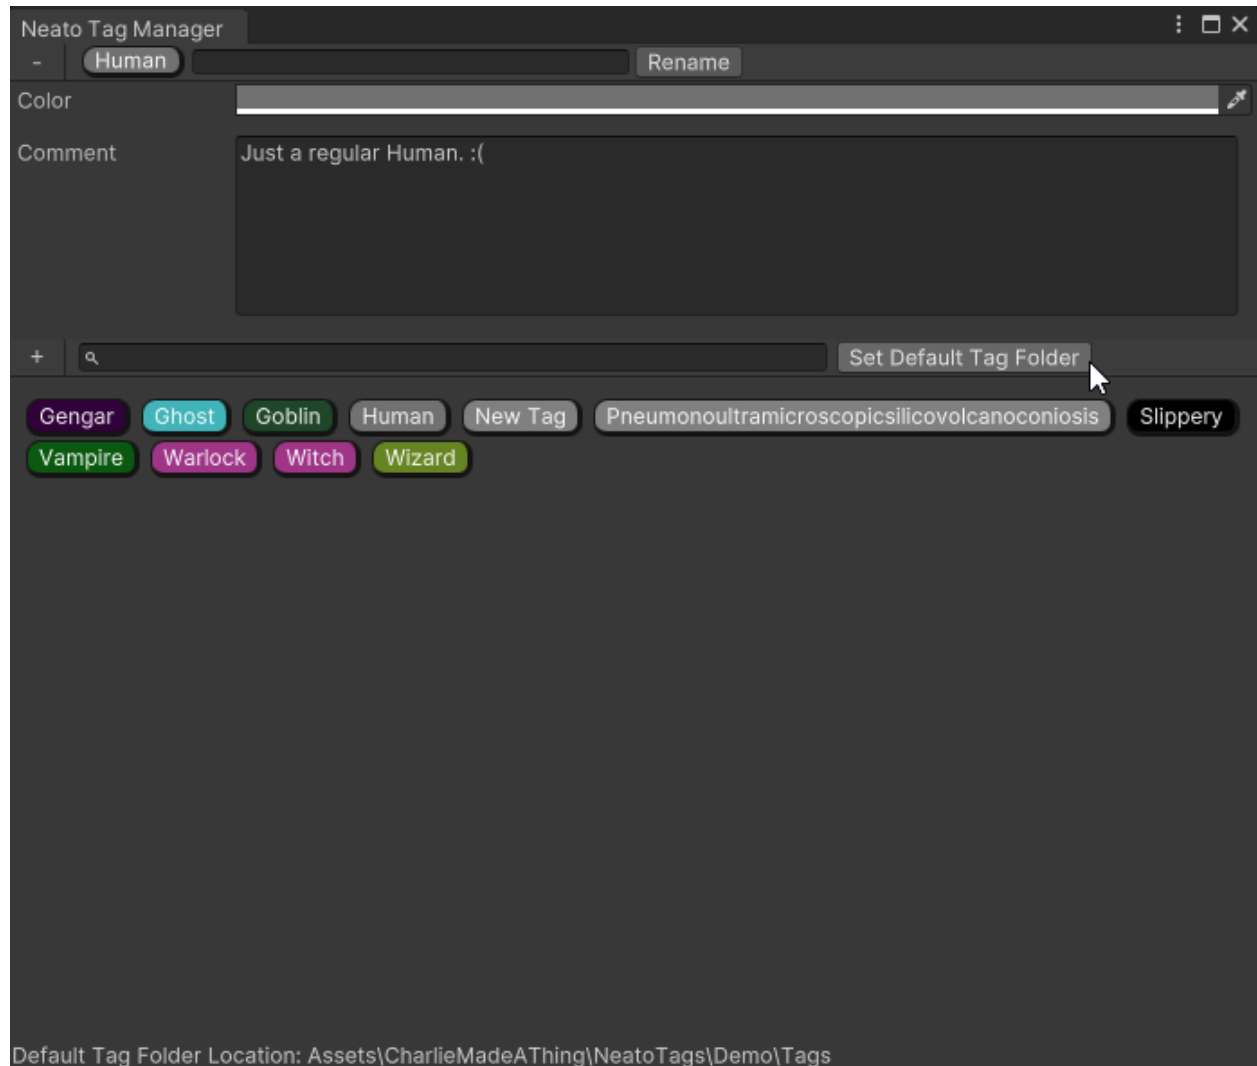 Neato Tag Manager
- Human Rename
Color
Comment Just a regular Human. :(
+ Set Default Tag Folder
Gengar Ghost Goblin Human New Tag Pneumonoultramicroscopicsilicovolcanoconiosis Slippery
Vampire Warlock Witch Wizard
Default Tag Folder Location: Assets\CharlieMadeAThing\NeatoTags\Demo\Tags